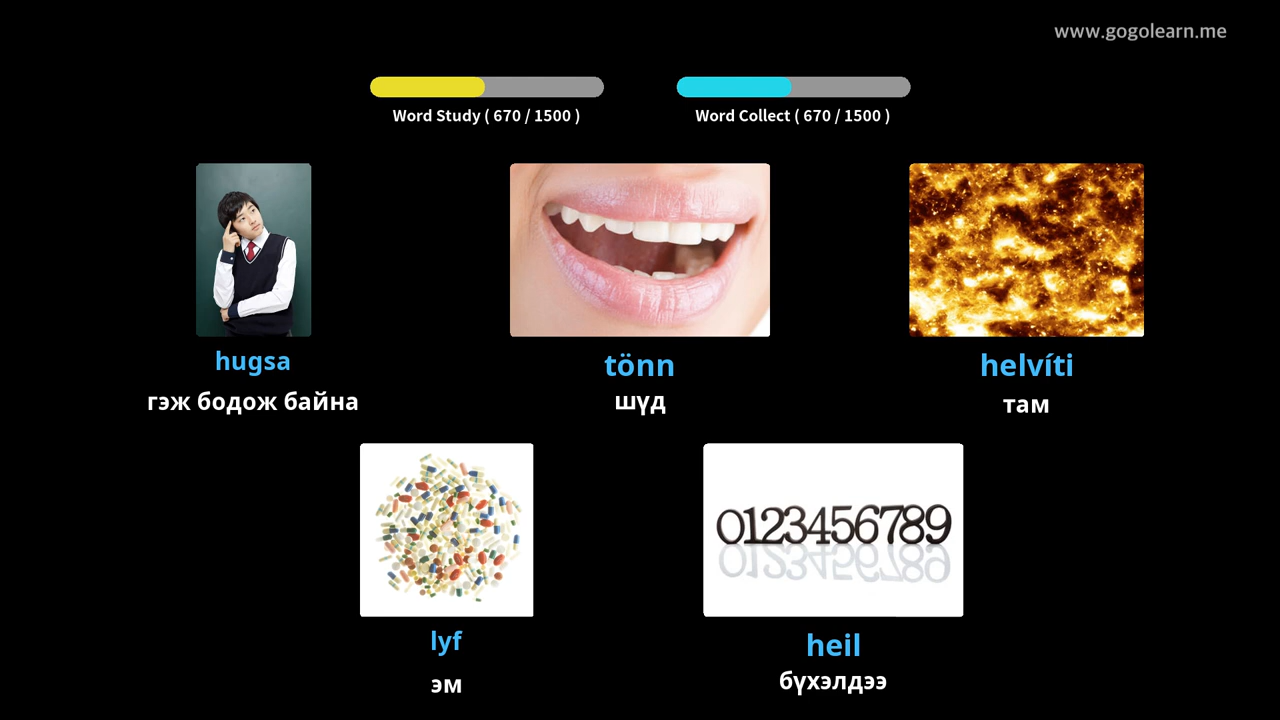 www.gogolearn.me
Word Study ( 670 / 1500 )
Word Collect ( 670 / 1500 )
hugsa
гэж бодож байна
tönn
шүд
helvíti
там
lyf
эм
0123456789
heil
бүхэлдээ